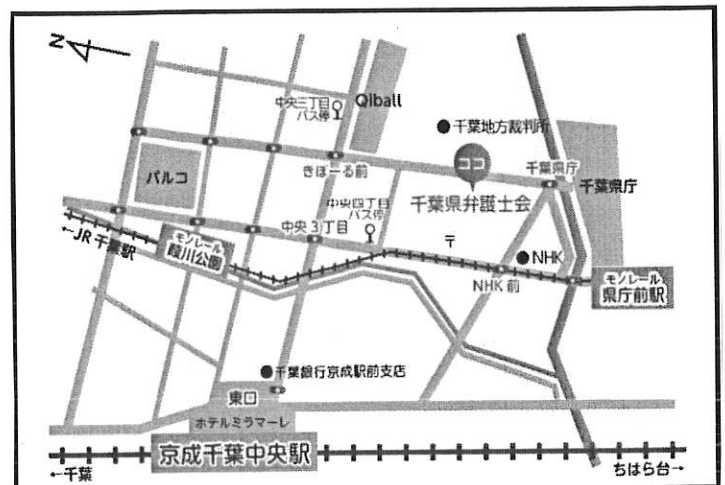 N
中央三丁目
バス停
Qiball
千葉地方裁判所
きぼーる前
千葉県庁
千葉県庁
パルコ
千葉県弁護士会
中央四丁目
バス停
中央3丁目
〒
←JR千葉駅
モノレール
葭川公園
NHK
NHK前
モノレール
県庁前駅
千葉銀行京成駅前支店
東口
ホテルミラマーレ
京成千葉中央駅
←千葉
ちはら台→